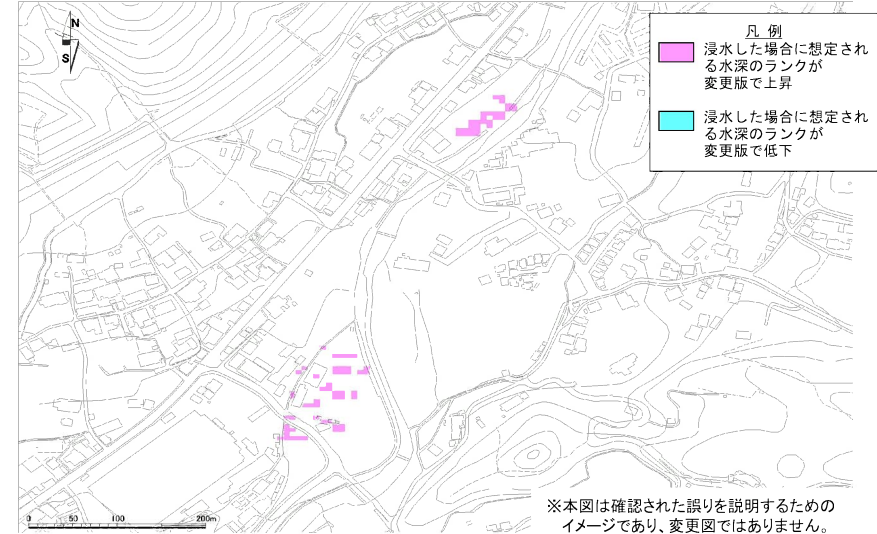 N
S
凡 例
浸水した場合に想定され
る水深のランクが
変更版で上昇
浸水した場合に想定され
る水深のランクが
変更版で低下
※本図は確認された誤りを説明するための
イメージであり、変更図ではありません。
0 50 100 200m